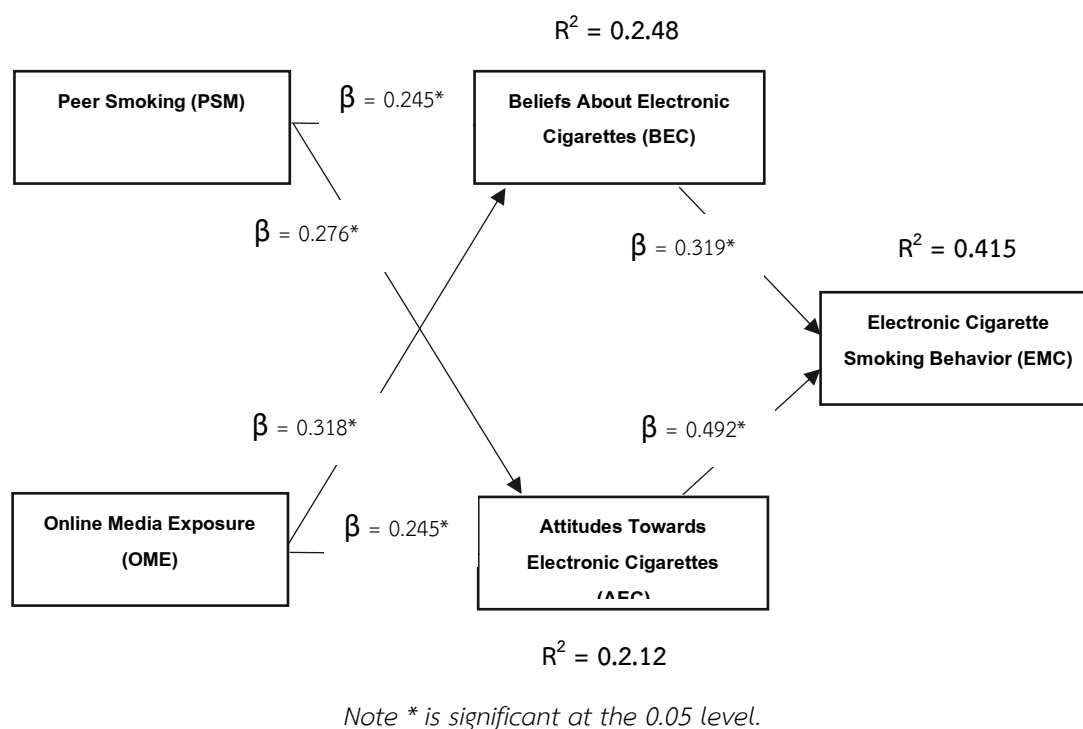 R² = 0.2.48
Peer Smoking (PSM)
β = 0.245*
Beliefs About Electronic
Cigarettes (BEC)
β = 0.276*
β = 0.319*
R² = 0.415
Electronic Cigarette
Smoking Behavior (EMC)
β = 0.318*
β = 0.492*
Online Media Exposure
(OME)
β = 0.245*
Attitudes Towards
Electronic Cigarettes
(AEC)
R² = 0.2.12
Note * is significant at the 0.05 level.